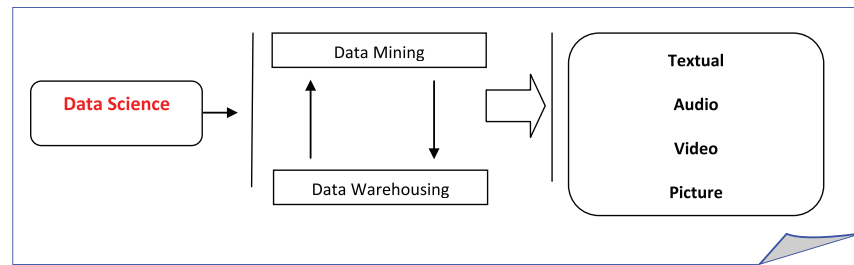 Data Science
Data Mining
Data Warehousing
Textual
Audio
Video
Picture